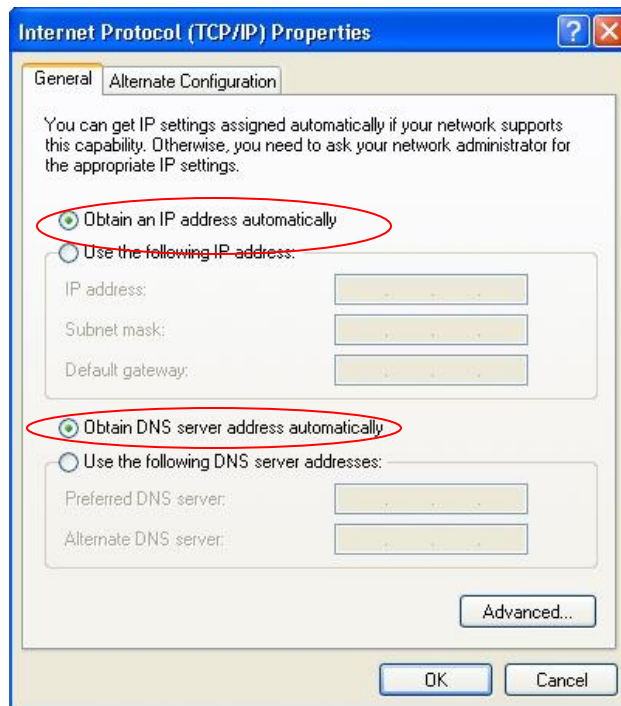 Internet Protocol (TCP/IP) Properties
General
Alternate Configuration
You can get IP settings assigned automatically if your network supports
this capability. Otherwise, you need to ask your network administrator for
the appropriate IP settings.
Obtain an IP address automatically
Use the following IP address:
IP address:
Subnet mask:
Default gateway:
Obtain DNS server address automatically
Use the following DNS server addresses:
Preferred DNS server:
Alternate DNS server:
Advanced...
OK
Cancel